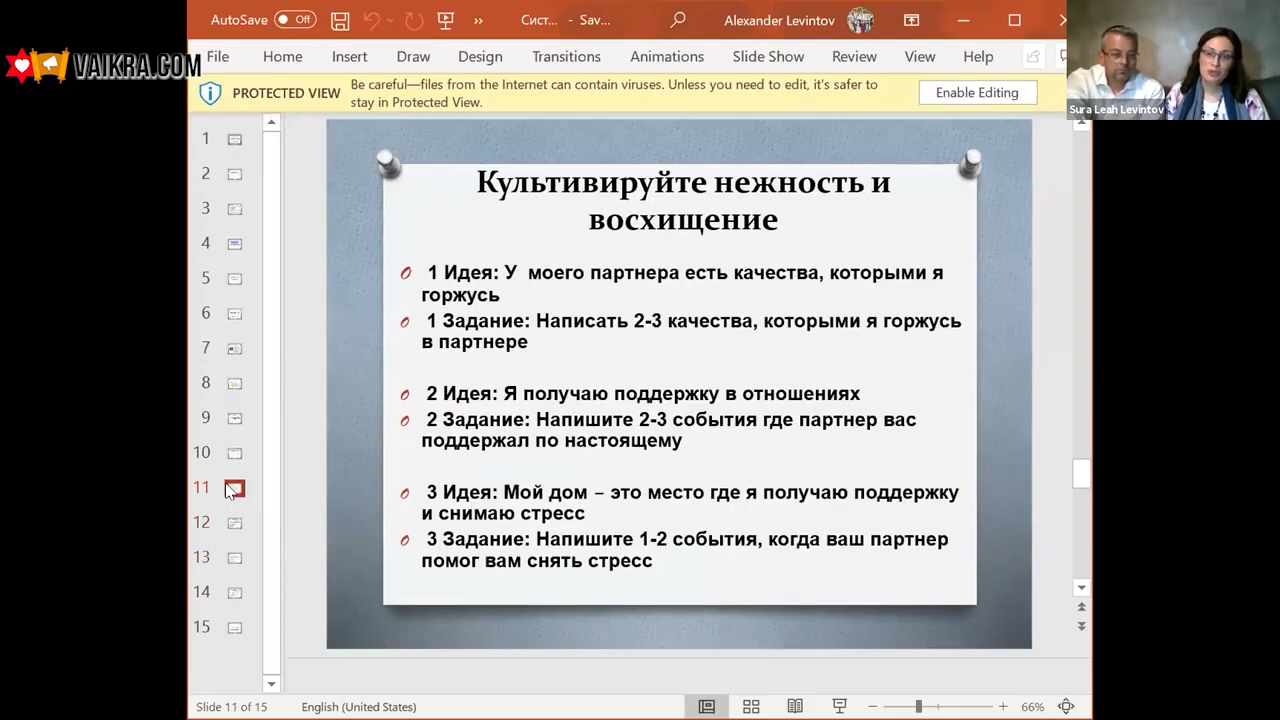 AutoSave
Off
Сист... - Sav...
Alexander Levintov
File
Home
Insert
Draw
Design
Transitions
Animations
Slide Show
Review
View
Help
VAIKRA.COM
PROTECTED VIEW
Be careful—files from the Internet can contain viruses. Unless you need to edit, it's safer to
stay in Protected View.
Enable Editing
Sura Leah Levintov
1
2
3
4
5
6
7
8
9
10
11
12
13
14
15
Культивируйте нежность и
восхищение
1 Идея: У моего партнера есть качества, которыми я
горжусь
1 Задание: Написать 2-3 качества, которыми я горжусь
в партнере
2 Идея: Я получаю поддержку в отношениях
2 Задание: Напишите 2-3 события где партнер вас
поддержал по настоящему
3 Идея: Мой дом – это место где я получаю поддержку
и снимаю стресс
3 Задание: Напишите 1-2 события, когда ваш партнер
помог вам снять стресс
Slide 11 of 15
English (United States)
66%